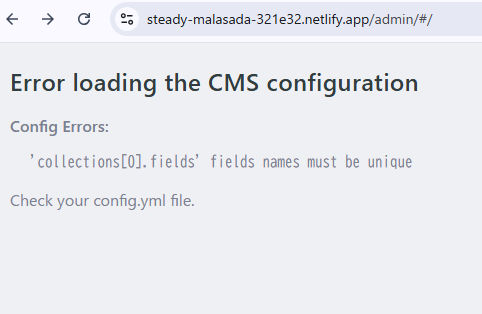 steady-malasada-321e32.netlify.app/admin/#/
Error loading the CMS configuration
Config Errors:
'collections[0].fields' fields names must be unique
Check your config.yml file.